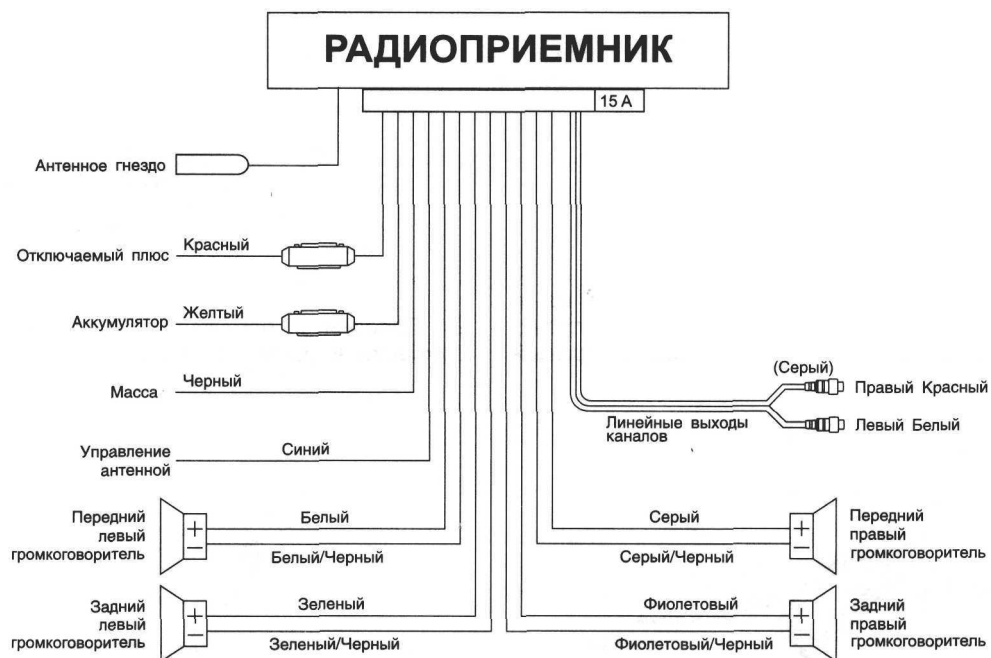 РАДИОПРИЕМНИК
15 А
Антенное гнездо
Отключаемый плюс
Красный
Аккумулятор
Желтый
Масса
Черный
Управление
антенной
Синий
(Серый)
Правый Красный
Левый Белый
Линейные выходы
каналов
Передний
левый
громкоговоритель
+
−
Белый
Белый/Черный
Серый
Серый/Черный
+
−
Передний
правый
громкоговоритель
Задний
левый
громкоговоритель
+
−
Зеленый
Зеленый/Черный
Фиолетовый
Фиолетовый/Черный
+
−
Задний
правый
громкоговоритель